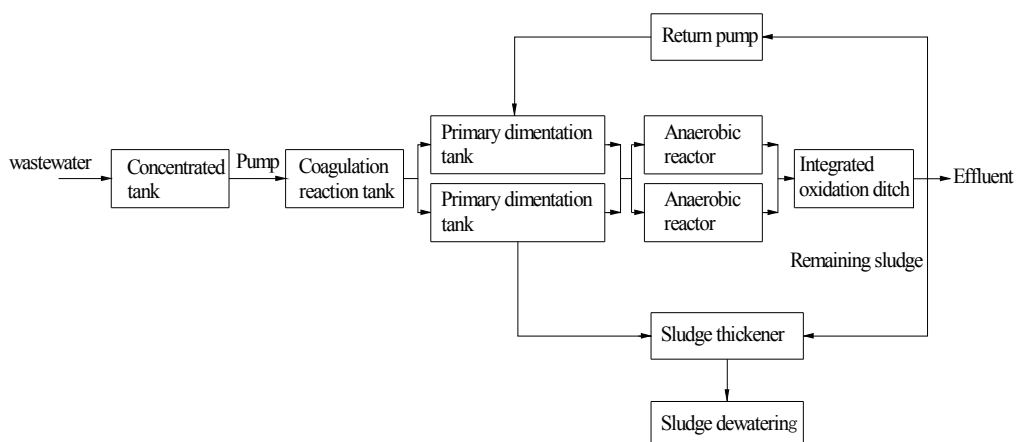 Return pump
wastewater
Concentrated
tank
Pump
Coagulation
reaction tank
Primary dimentation
tank
Primary dimentation
tank
Anaerobic
reactor
Anaerobic
reactor
Integrated
oxidation ditch
Effluent
Remaining sludge
Sludge thickener
Sludge dewatering